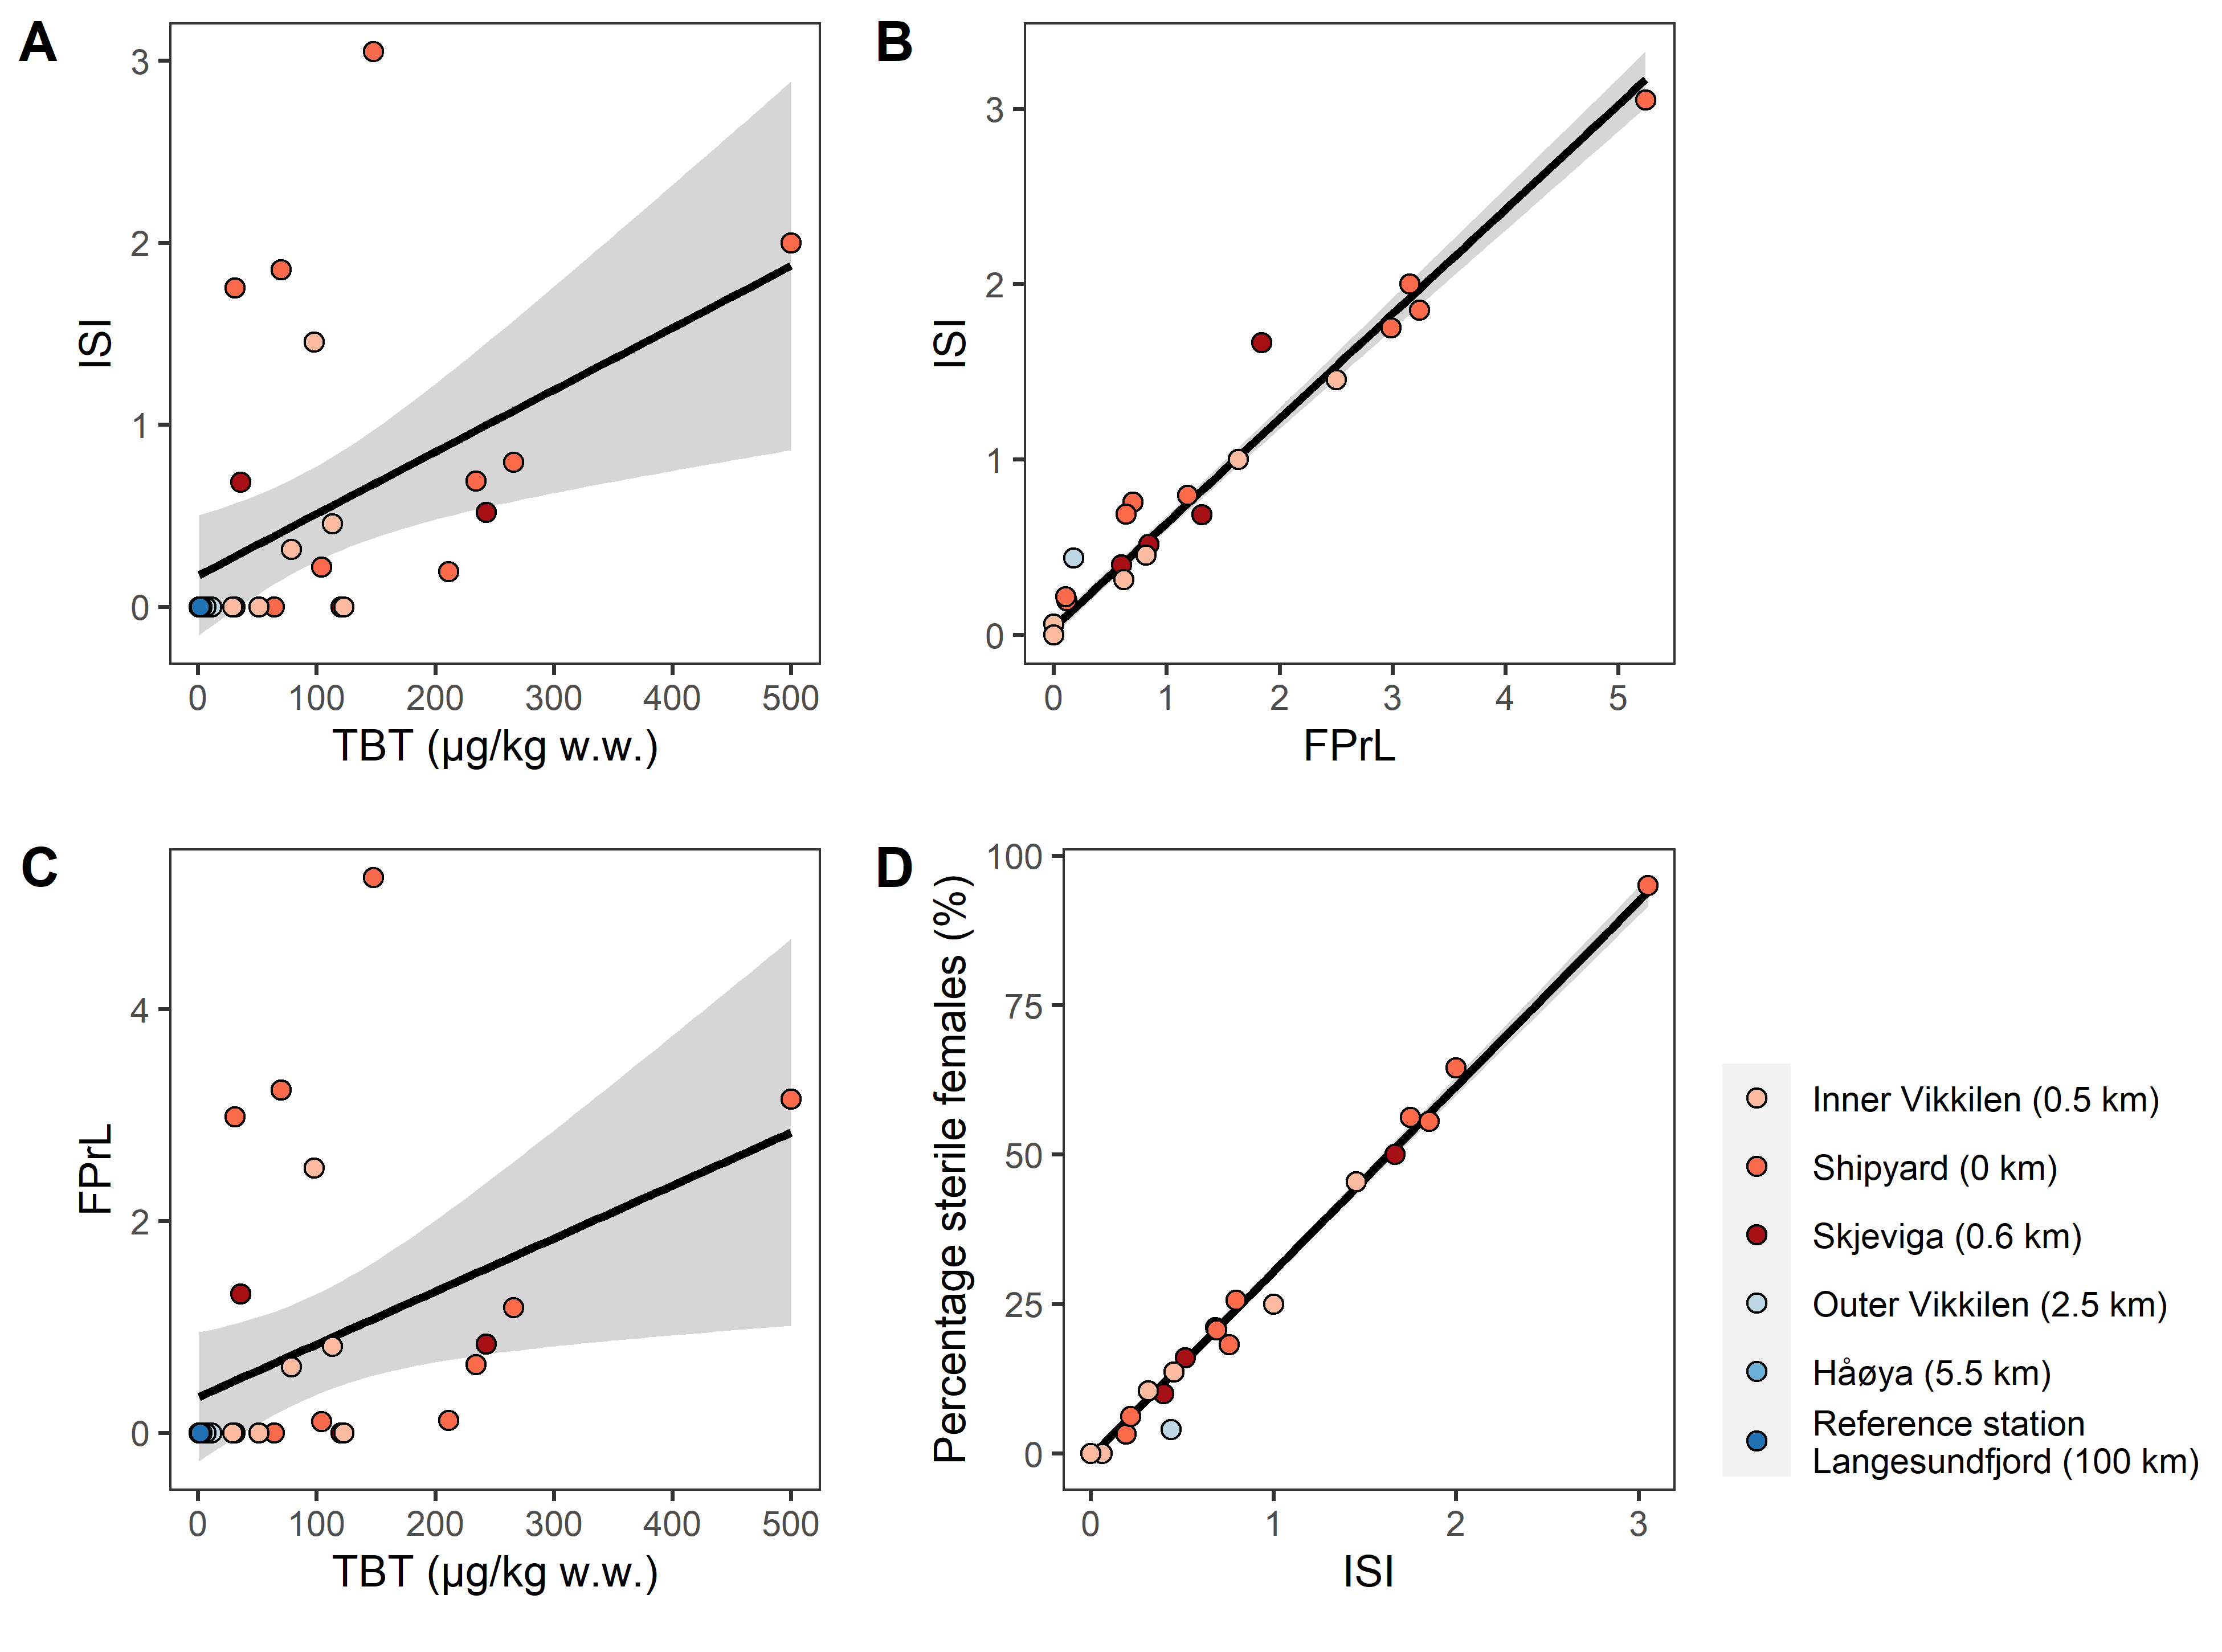 A
ISI
3
2
1
0
0 100 200 300 400 500
TBT (µg/kg w.w.)
B
ISI
3
2
1
0
0 1 2 3 4 5
FPrL
C
FPrL
4
2
0
0 100 200 300 400 500
TBT (µg/kg w.w.)
D
Percentage sterile females (%)
100
75
50
25
0
0 1 2 3
ISI
Inner Vikkilen (0.5 km)
Shipyard (0 km)
Skjeviga (0.6 km)
Outer Vikkilen (2.5 km)
Håøya (5.5 km)
Reference station
Langesundfjord (100 km)